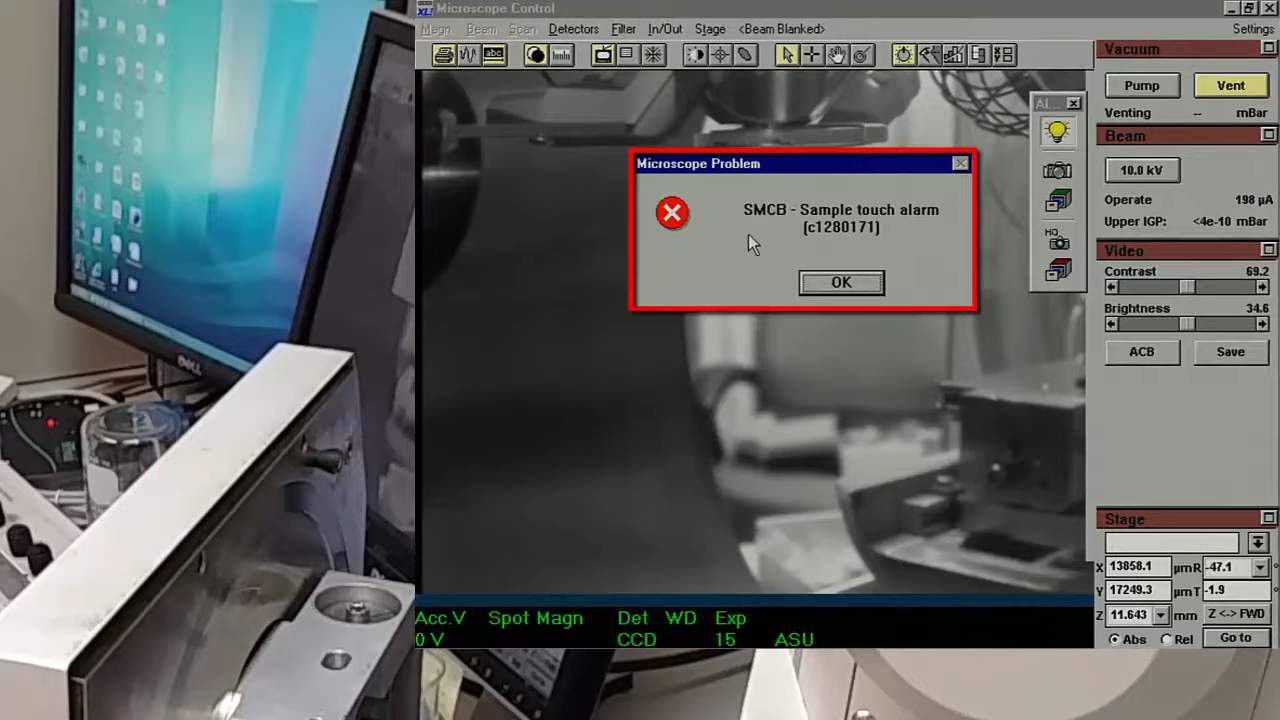 XL! Microscope Control
Magn Beam Scan Detectors Filter In/Out Stage <Beam Blanked> Settings
abc
Al...
HQ
Microscope Problem
SMCB - Sample touch alarm
(c1280171)
OK
Vacuum
Pump Vent
Venting -- mBar
Beam
10.0 kV
Operate 198 µA
Upper IGP: <4e-10 mBar
Video
Contrast 69.2
Brightness 34.6
ACB Save
Stage
X 13858.1 µm R -47.1 °
Y 17249.3 µm T -1.9 °
Z 11.643 mm Z <-> FWD
Abs Rel Go to
Acc.V Spot Magn Det WD Exp
0 V CCD 15 ASU
DELL